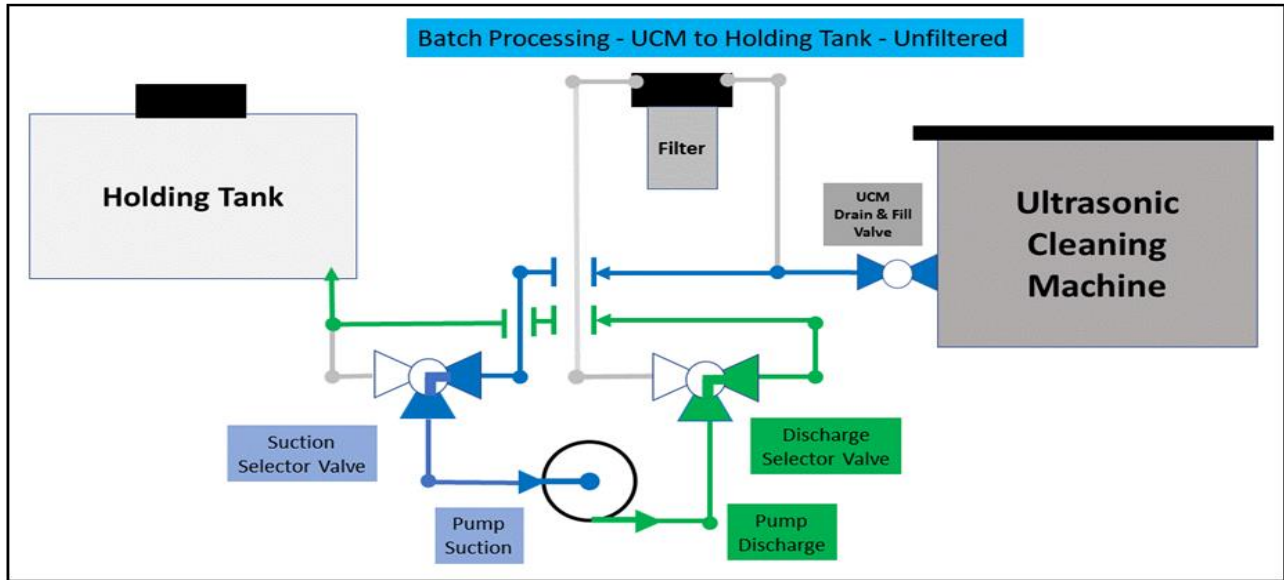 Batch Processing - UCM to Holding Tank - Unfiltered
Holding Tank
Filter
UCM
Drain & Fill
Valve
Ultrasonic
Cleaning
Machine
Suction
Selector Valve
Discharge
Selector Valve
Pump
Suction
Pump
Discharge